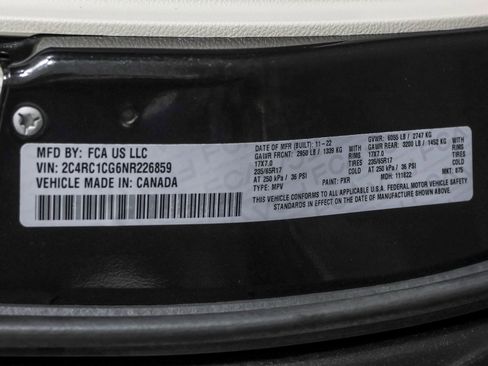 MFD BY: FCA US LLC
VIN: 2C4RC1CG6NR226859
VEHICLE MADE IN: CANADA
DATE OF MFR (BUILT): 11-22 GVWR: 6055 LB / 2747 KG
GAWR FRONT: 2950 LB / 1339 KG GAWR REAR: 3200 LB / 1452 KG
17X7.0 RIMS 17X7.0 RIMS
235/65R17 TIRES 235/65R17 TIRES
AT 250 kPa / 36 PSI COLD AT 250 kPa / 36 PSI COLD
TYPE: MPV PAINT: PXR MDH: 111022 MKT: 875
THIS VEHICLE CONFORMS TO ALL APPLICABLE U.S.A. FEDERAL MOTOR VEHICLE SAFETY
STANDARDS IN EFFECT ON THE DATE OF MANUFACTURE SHOWN ABOVE.